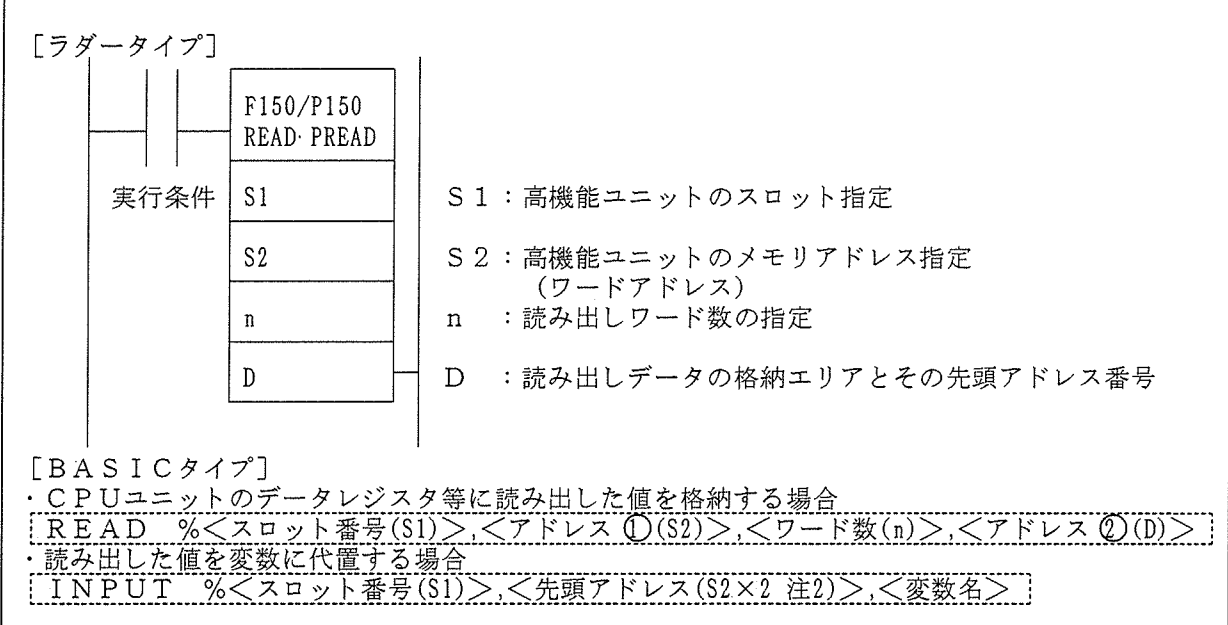 ［ラダータイプ］
F150/P150
READ･PREAD
実行条件
S1
S1：高機能ユニットのスロット指定
S2
S2：高機能ユニットのメモリアドレス指定
（ワードアドレス）
n
n ：読み出しワード数の指定
D
D ：読み出しデータの格納エリアとその先頭アドレス番号
［BASICタイプ］
・CPUユニットのデータレジスタ等に読み出した値を格納する場合
READ %＜スロット番号(S1)＞,＜アドレス ①(S2)＞,＜ワード数(n)＞,＜アドレス ②(D)＞
・読み出した値を変数に代置する場合
INPUT %＜スロット番号(S1)＞,＜先頭アドレス(S2×2 注2)＞,＜変数名＞